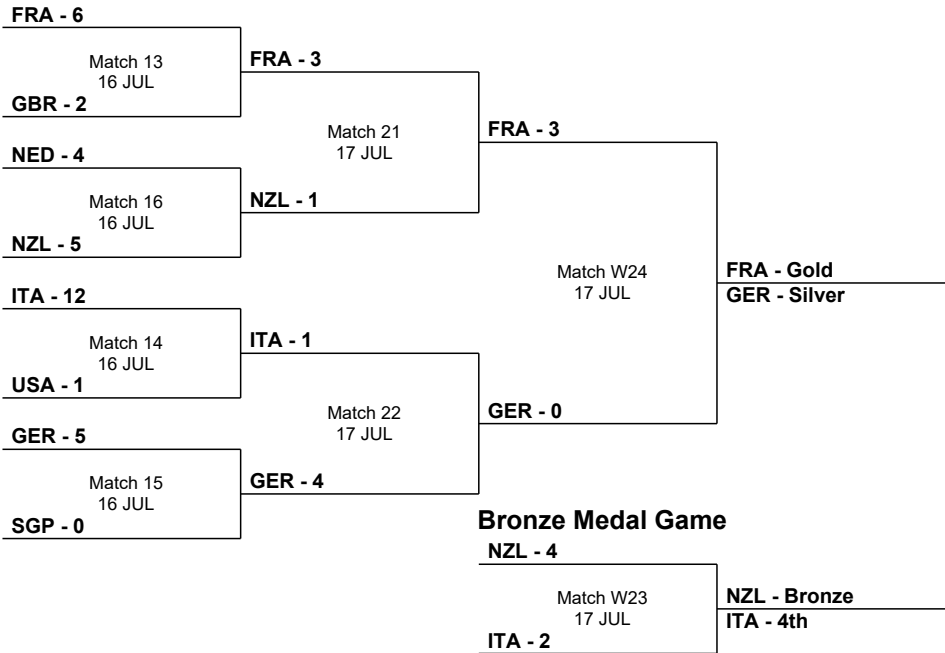 FRA - 6
Match 13
16 JUL
GBR - 2
FRA - 3
NED - 4
Match 16
16 JUL
NZL - 5
NZL - 1
Match 21
17 JUL
FRA - 3
ITA - 12
Match 14
16 JUL
USA - 1
ITA - 1
GER - 5
Match 15
16 JUL
SGP - 0
GER - 4
Match 22
17 JUL
GER - 0
Match W24
17 JUL
FRA - Gold
GER - Silver
Bronze Medal Game
NZL - 4
Match W23
17 JUL
ITA - 2
NZL - Bronze
ITA - 4th